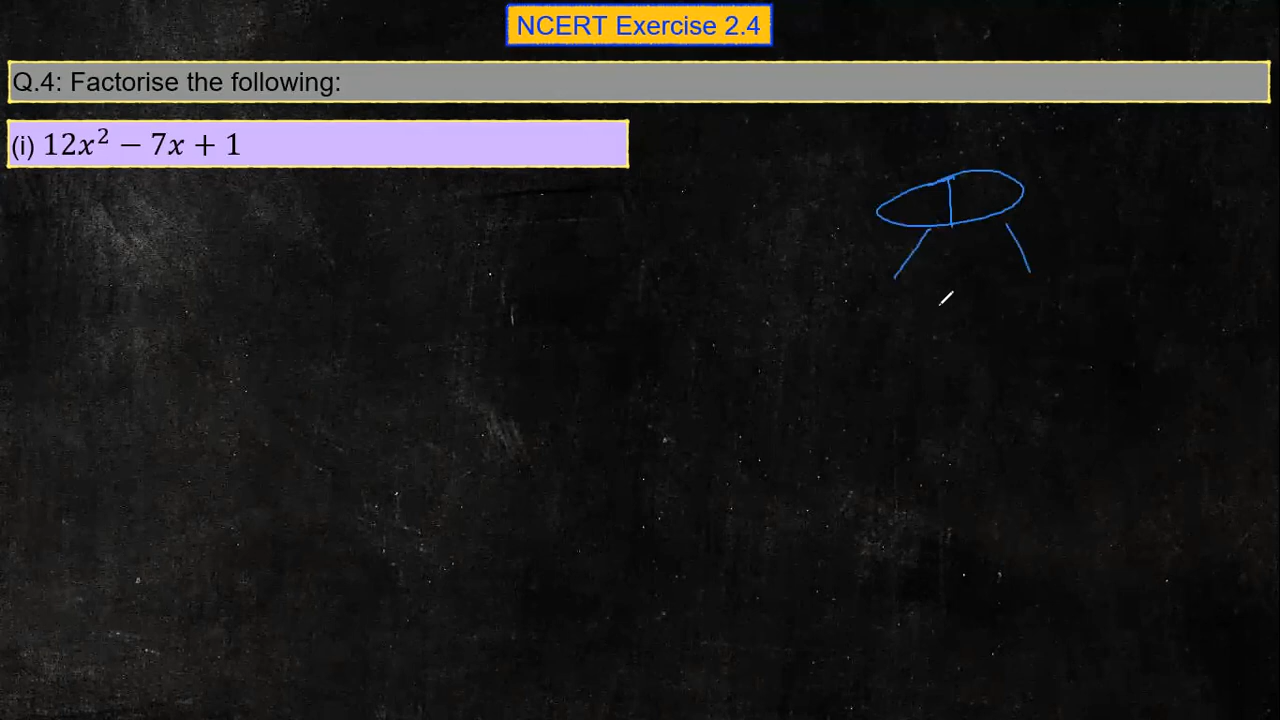 NCERT Exercise 2.4
Q.4: Factorise the following:
(i) 12x² − 7x + 1